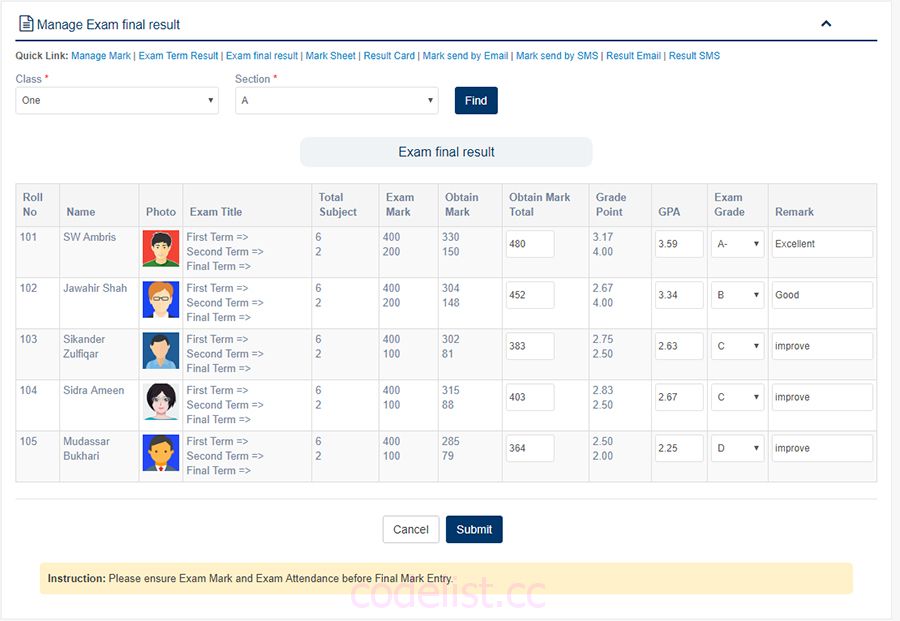 Manage Exam final result
Quick Link: Manage Mark | Exam Term Result | Exam final result | Mark Sheet | Result Card | Mark send by Email | Mark send by SMS | Result Email | Result SMS
Class * Section *
One A Find
Exam final result
Roll No Name Photo Exam Title Total Subject Exam Mark Obtain Mark Obtain Mark Total Grade Point GPA Exam Grade Remark
101 SW Ambris First Term => 6 400 330 480 3.17 3.59 A- Excellent
Second Term => 2 200 150 4.00
Final Term =>
102 Jawahir Shah First Term => 6 400 304 452 2.67 3.34 B Good
Second Term => 2 200 148 4.00
Final Term =>
103 Sikander Zulfiqar First Term => 6 400 302 383 2.75 2.63 C improve
Second Term => 2 100 81 2.50
Final Term =>
104 Sidra Ameen First Term => 6 400 315 403 2.83 2.67 C improve
Second Term => 2 100 88 2.50
Final Term =>
105 Mudassar Bukhari First Term => 6 400 285 364 2.50 2.25 D improve
Second Term => 2 100 79 2.00
Final Term =>
Cancel Submit
Instruction: Please ensure Exam Mark and Exam Attendance before Final Mark Entry.
codelist.cc